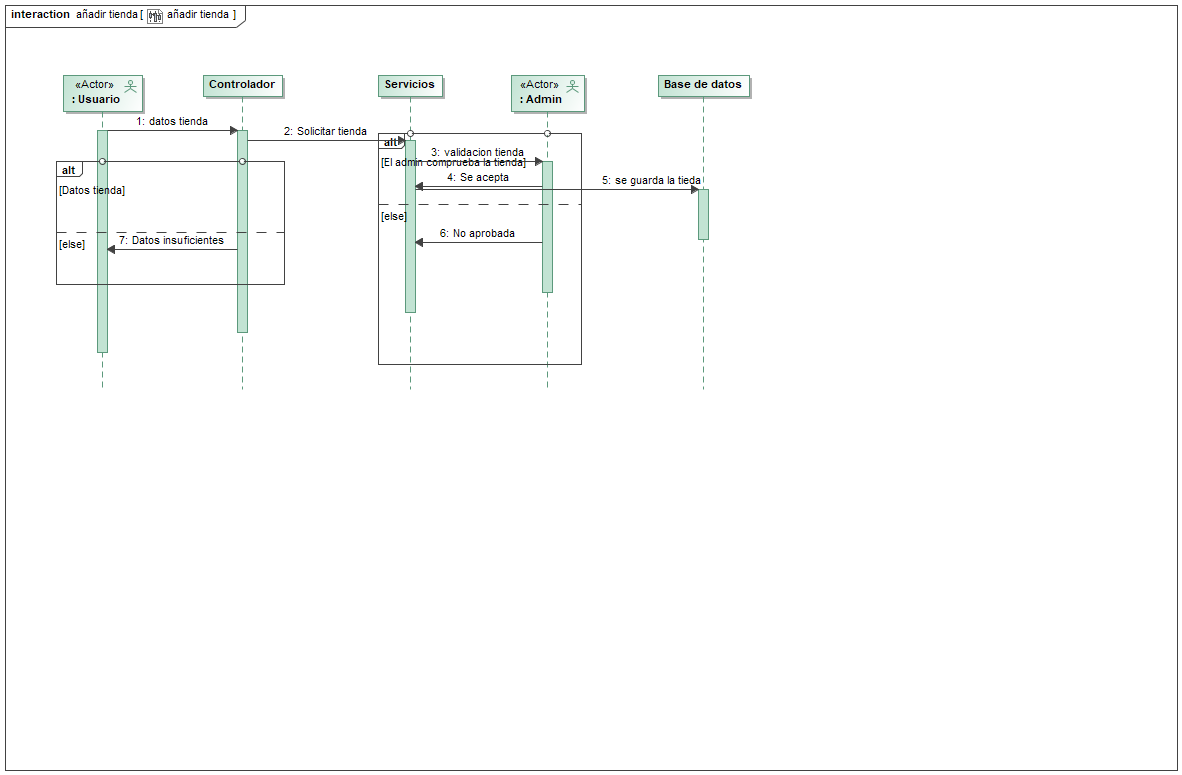 interaction añadir tienda [ añadir tienda ]
«Actor»
: Usuario
Controlador
Servicios
«Actor»
: Admin
Base de datos
1: datos tienda
2: Solicitar tienda
alt
3: validacion tienda
[El admin comprueba la tienda]
alt
4: Se acepta
5: se guarda la tieda
[Datos tienda]
[else]
6: No aprobada
[else]
7: Datos insuficientes